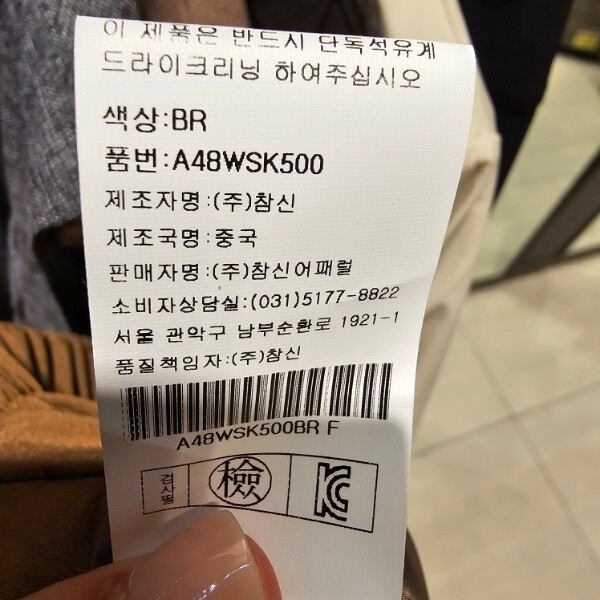 이 제품은 반드시 단독석유계
드라이크리닝 하여주십시오
색상:BR
품번:A48WSK500
제조자명:(주)참신
제조국명:중국
판매자명:(주)참신어패럴
소비자상담실:(031)5177-8822
서울 관악구 남부순환로 1921-1
품질책임자:(주)참신
A48WSK500BR F
검사필 檢 KC